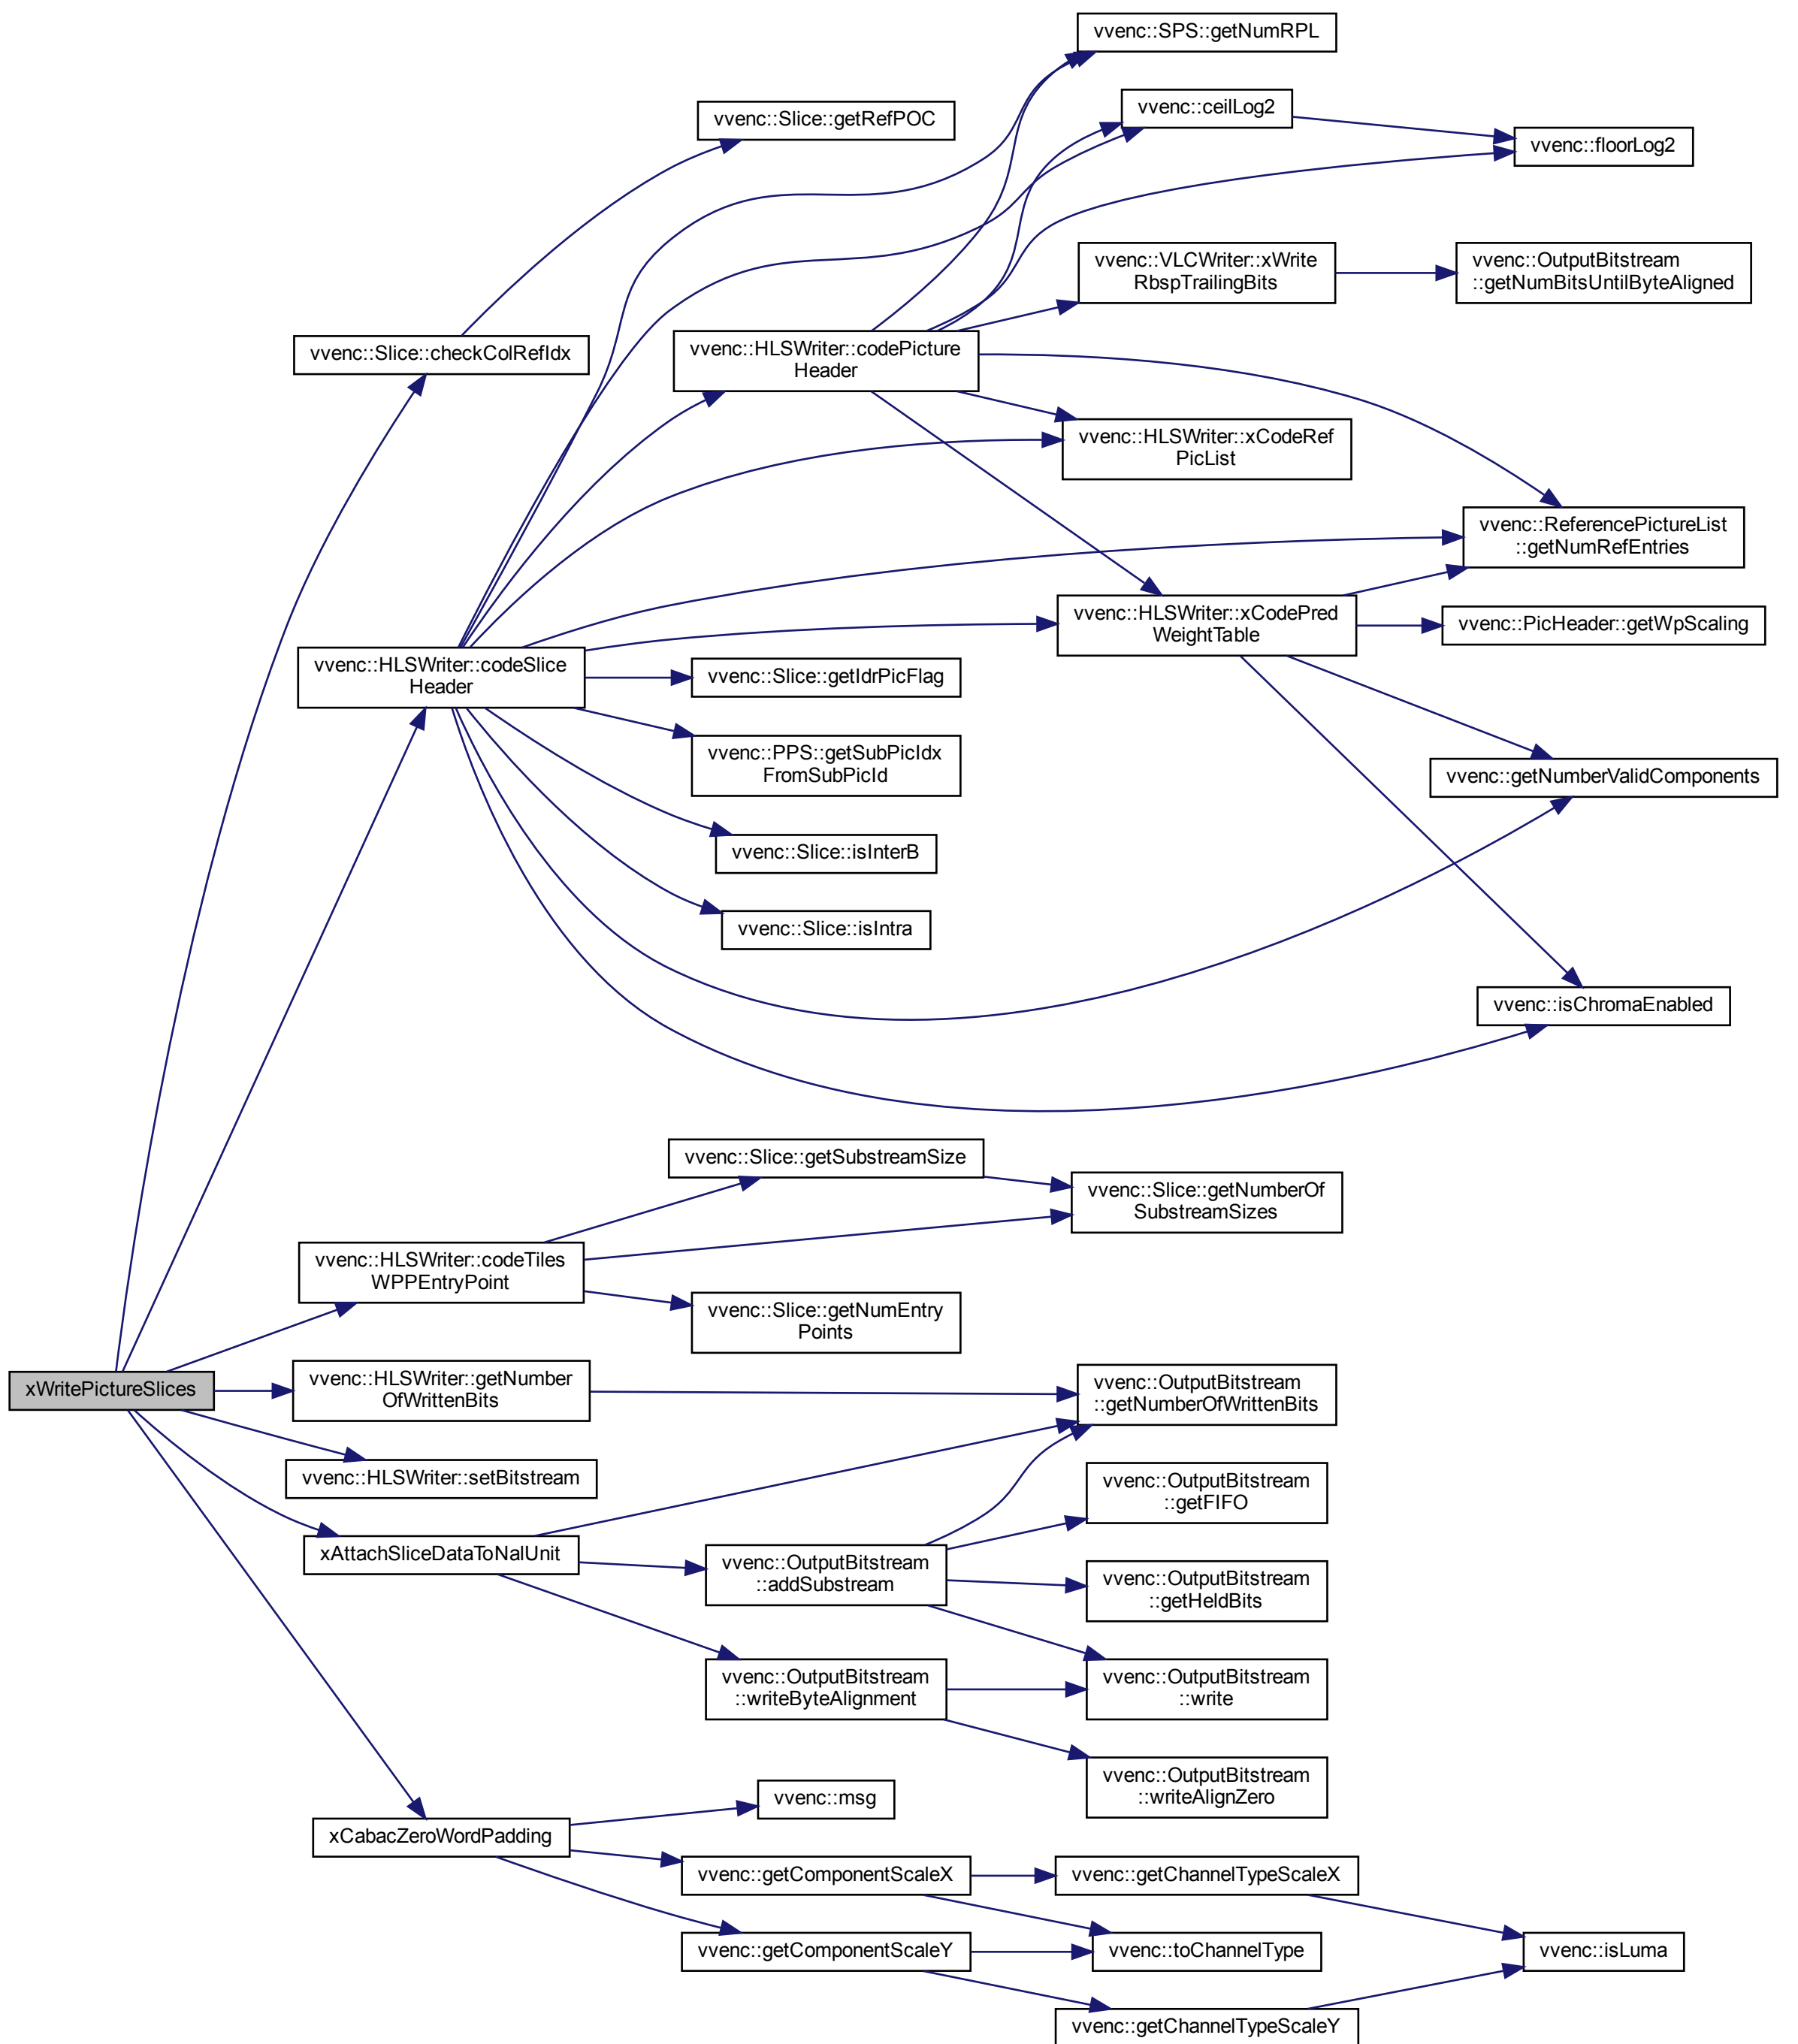 vvenc::SPS::getNumRPL
vvenc::ceilLog2
vvenc::Slice::getRefPOC
vvenc::floorLog2
vvenc::VLCWriter::xWrite
RbspTrailingBits
vvenc::OutputBitstream
::getNumBitsUntilByteAligned
vvenc::Slice::checkColRefIdx
vvenc::HLSWriter::codePicture
Header
vvenc::HLSWriter::xCodeRef
PicList
vvenc::ReferencePictureList
::getNumRefEntries
vvenc::HLSWriter::xCodePred
WeightTable
vvenc::PicHeader::getWpScaling
vvenc::HLSWriter::codeSlice
Header
vvenc::Slice::getIdrPicFlag
vvenc::PPS::getSubPicIdx
FromSubPicId
vvenc::getNumberValidComponents
vvenc::Slice::isInterB
vvenc::Slice::isIntra
vvenc::isChromaEnabled
vvenc::Slice::getSubstreamSize
vvenc::Slice::getNumberOf
SubstreamSizes
vvenc::HLSWriter::codeTiles
WPPEntryPoint
vvenc::Slice::getNumEntry
Points
xWritePictureSlices
vvenc::HLSWriter::getNumber
OfWrittenBits
vvenc::OutputBitstream
::getNumberOfWrittenBits
vvenc::HLSWriter::setBitstream
vvenc::OutputBitstream
::getFIFO
xAttachSliceDataToNalUnit
vvenc::OutputBitstream
::addSubstream
vvenc::OutputBitstream
::getHeldBits
vvenc::OutputBitstream
::writeByteAlignment
vvenc::OutputBitstream
::write
vvenc::OutputBitstream
::writeAlignZero
vvenc::msg
xCabacZeroWordPadding
vvenc::getComponentScaleX
vvenc::getChannelTypeScaleX
vvenc::getComponentScaleY
vvenc::toChannelType
vvenc::isLuma
vvenc::getChannelTypeScaleY